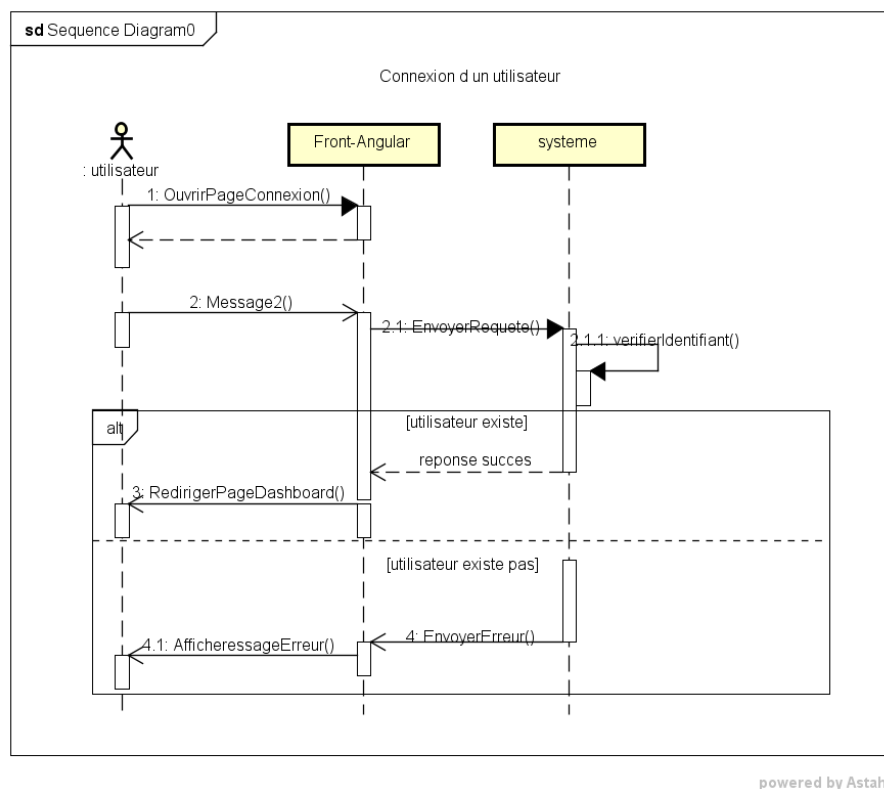 sd Sequence Diagram0
Connexion d un utilisateur
Front-Angular
systeme
: utilisateur
1: OuvrirPageConnexion()
2: Message2()
2.1: EnvoyerRequete()
2.1.1: verifierIdentifiant()
alt
[utilisateur existe]
reponse succes
3: RedirigerPageDashboard()
[utilisateur existe pas]
4: EnvoyerErreur()
4.1: AfficheressageErreur()
powered by Astah